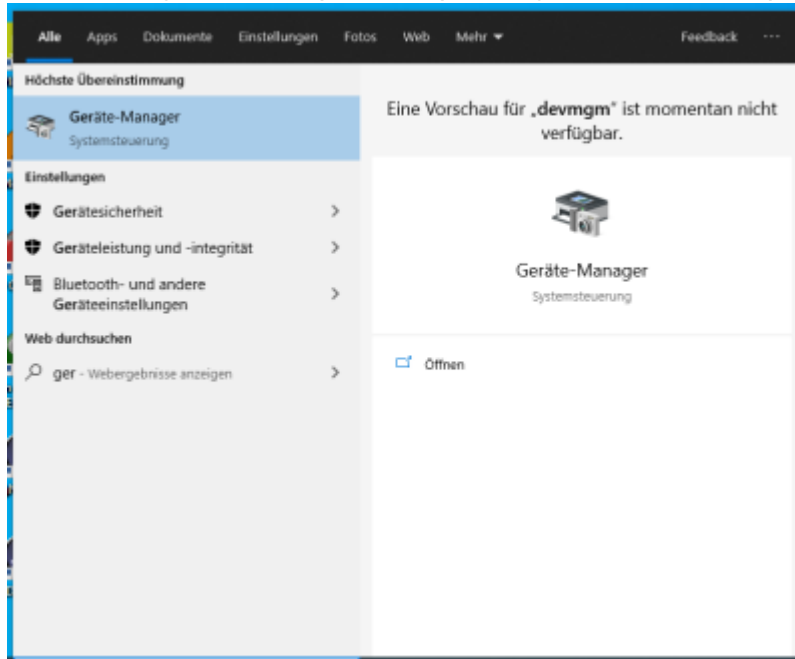 Alle Apps Dokumente Einstellungen Fotos Web Mehr Feedback ...
Höchste Übereinstimmung
Geräte-Manager
Systemsteuerung
Einstellungen
Gerätesicherheit
Geräteleistung und -integrität
Bluetooth- und andere
Geräteeinstellungen
Web durchsuchen
ger - Webergebnisse anzeigen
Eine Vorschau für „devmgm" ist momentan nicht
verfügbar.
Geräte-Manager
Systemsteuerung
Öffnen